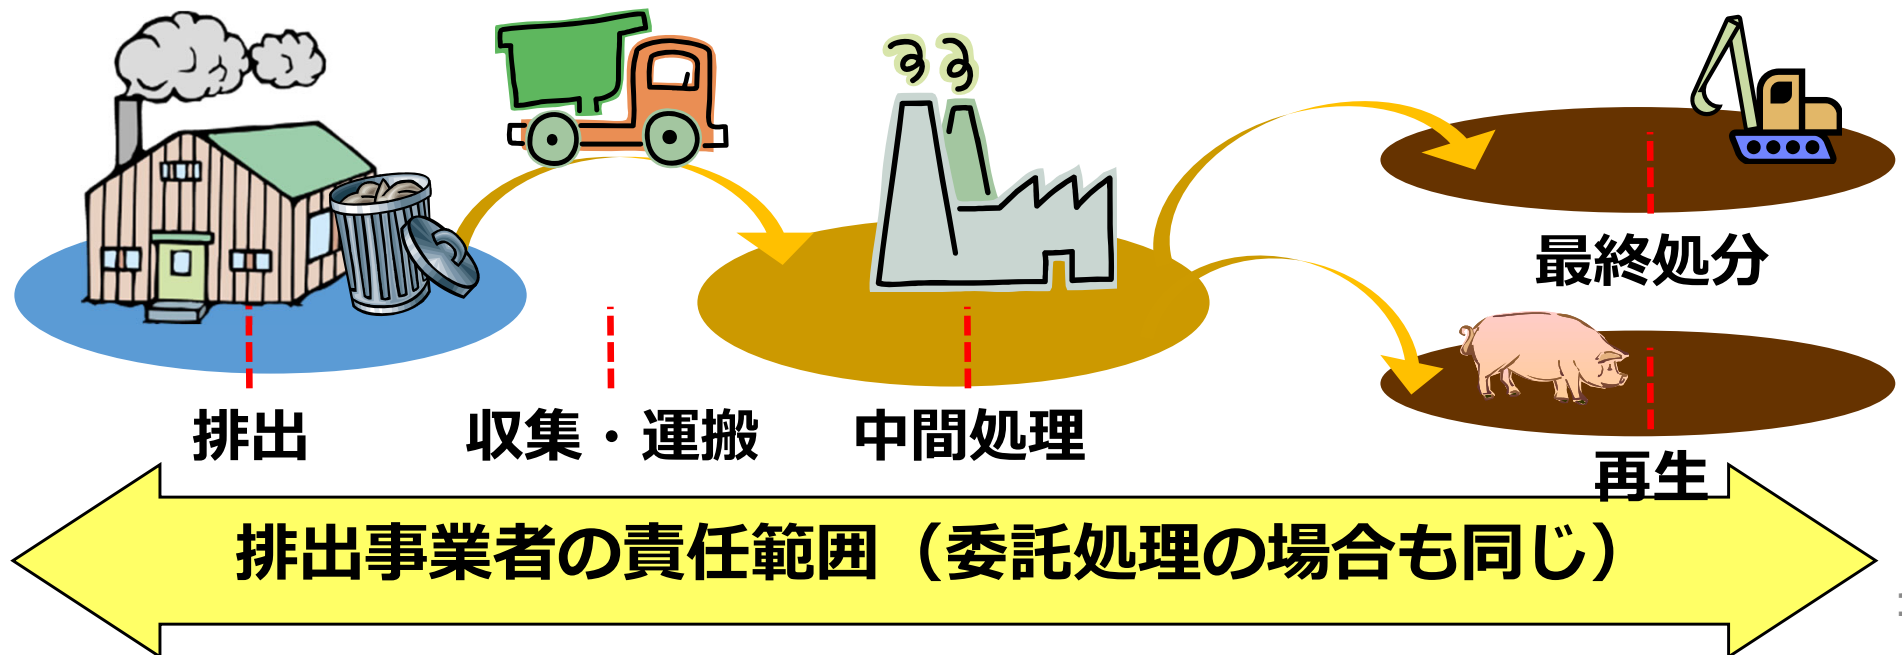 最終処分
排出
収集・運搬
中間処理
再生
排出事業者の責任範囲（委託処理の場合も同じ）